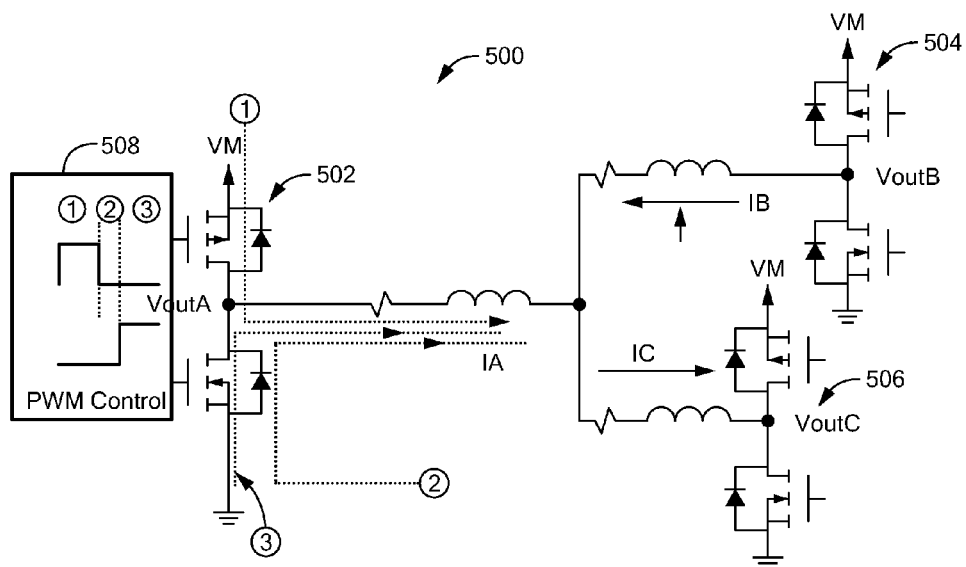 500
504
VM
508
①
VM
502
① ② ③
VoutB
IB
VM
VoutA
IC
IA
506
PWM Control
VoutC
②
③